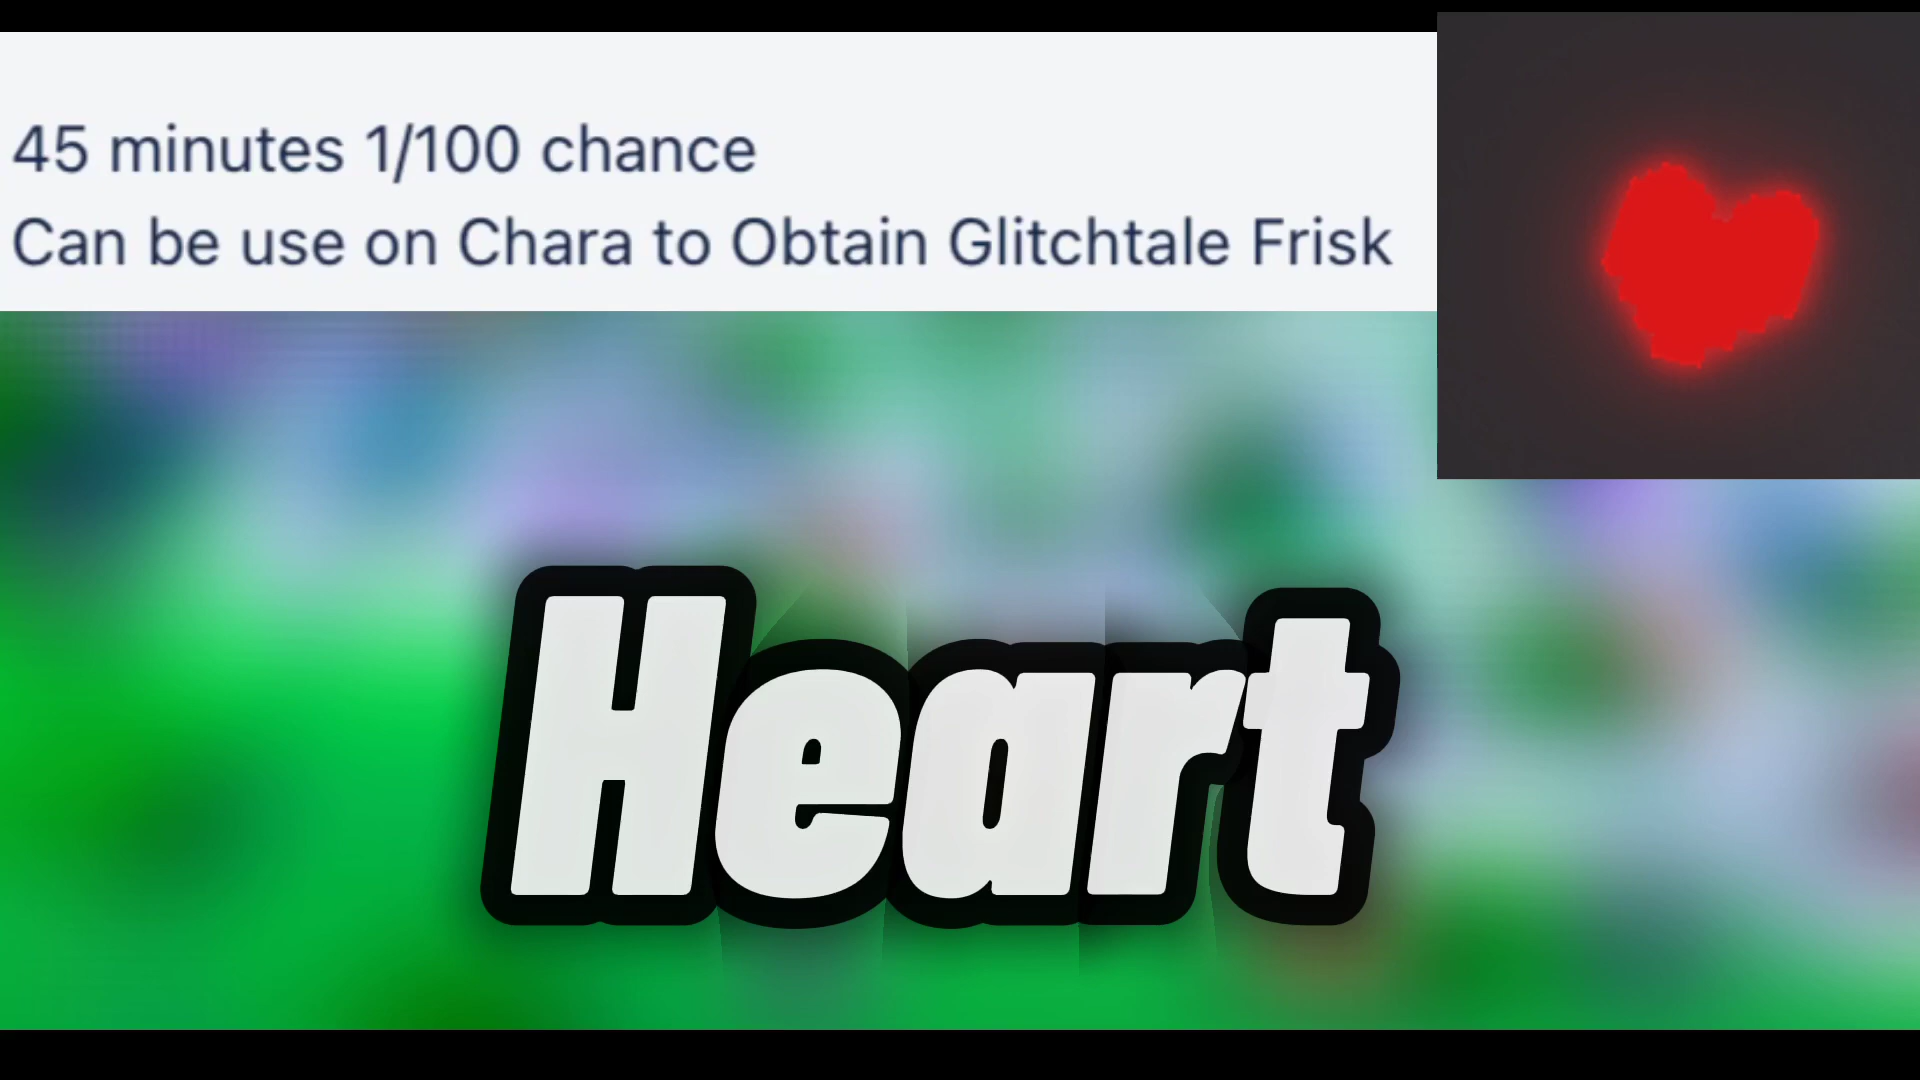 45 minutes 1/100 chance
Can be use on Chara to Obtain Glitchtale Frisk
Heart